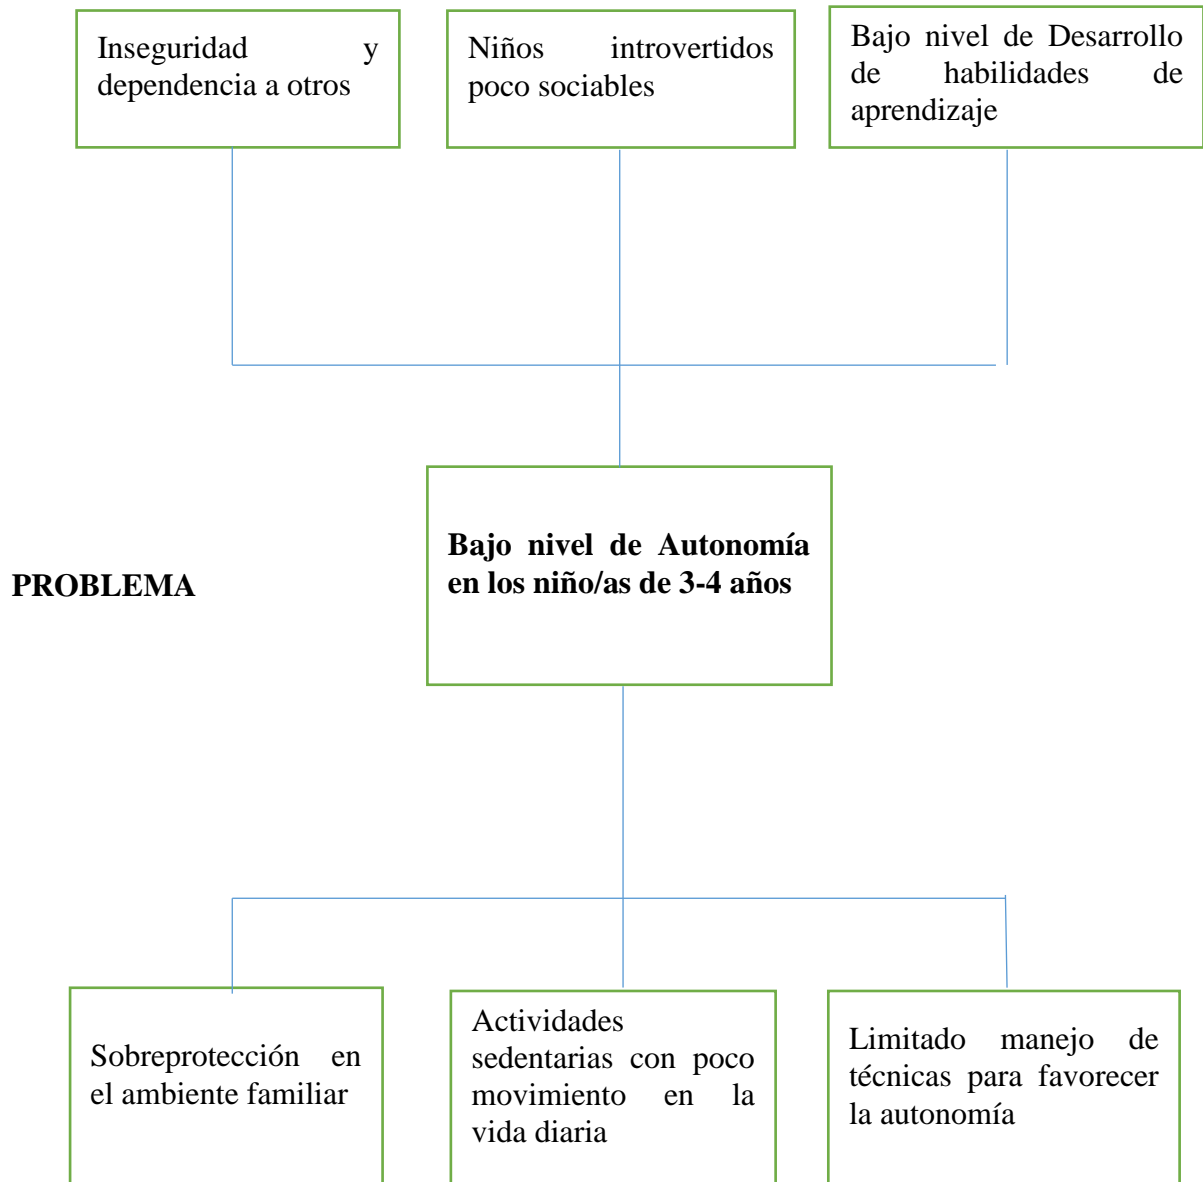 Inseguridad y
dependencia a otros
Niños introvertidos
poco sociables
Bajo nivel de Desarrollo
de habilidades de
aprendizaje
PROBLEMA
Bajo nivel de Autonomía
en los niño/as de 3-4 años
Sobreprotección en
el ambiente familiar
Actividades
sedentarias con poco
movimiento en la
vida diaria
Limitado manejo de
técnicas para favorecer
la autonomía